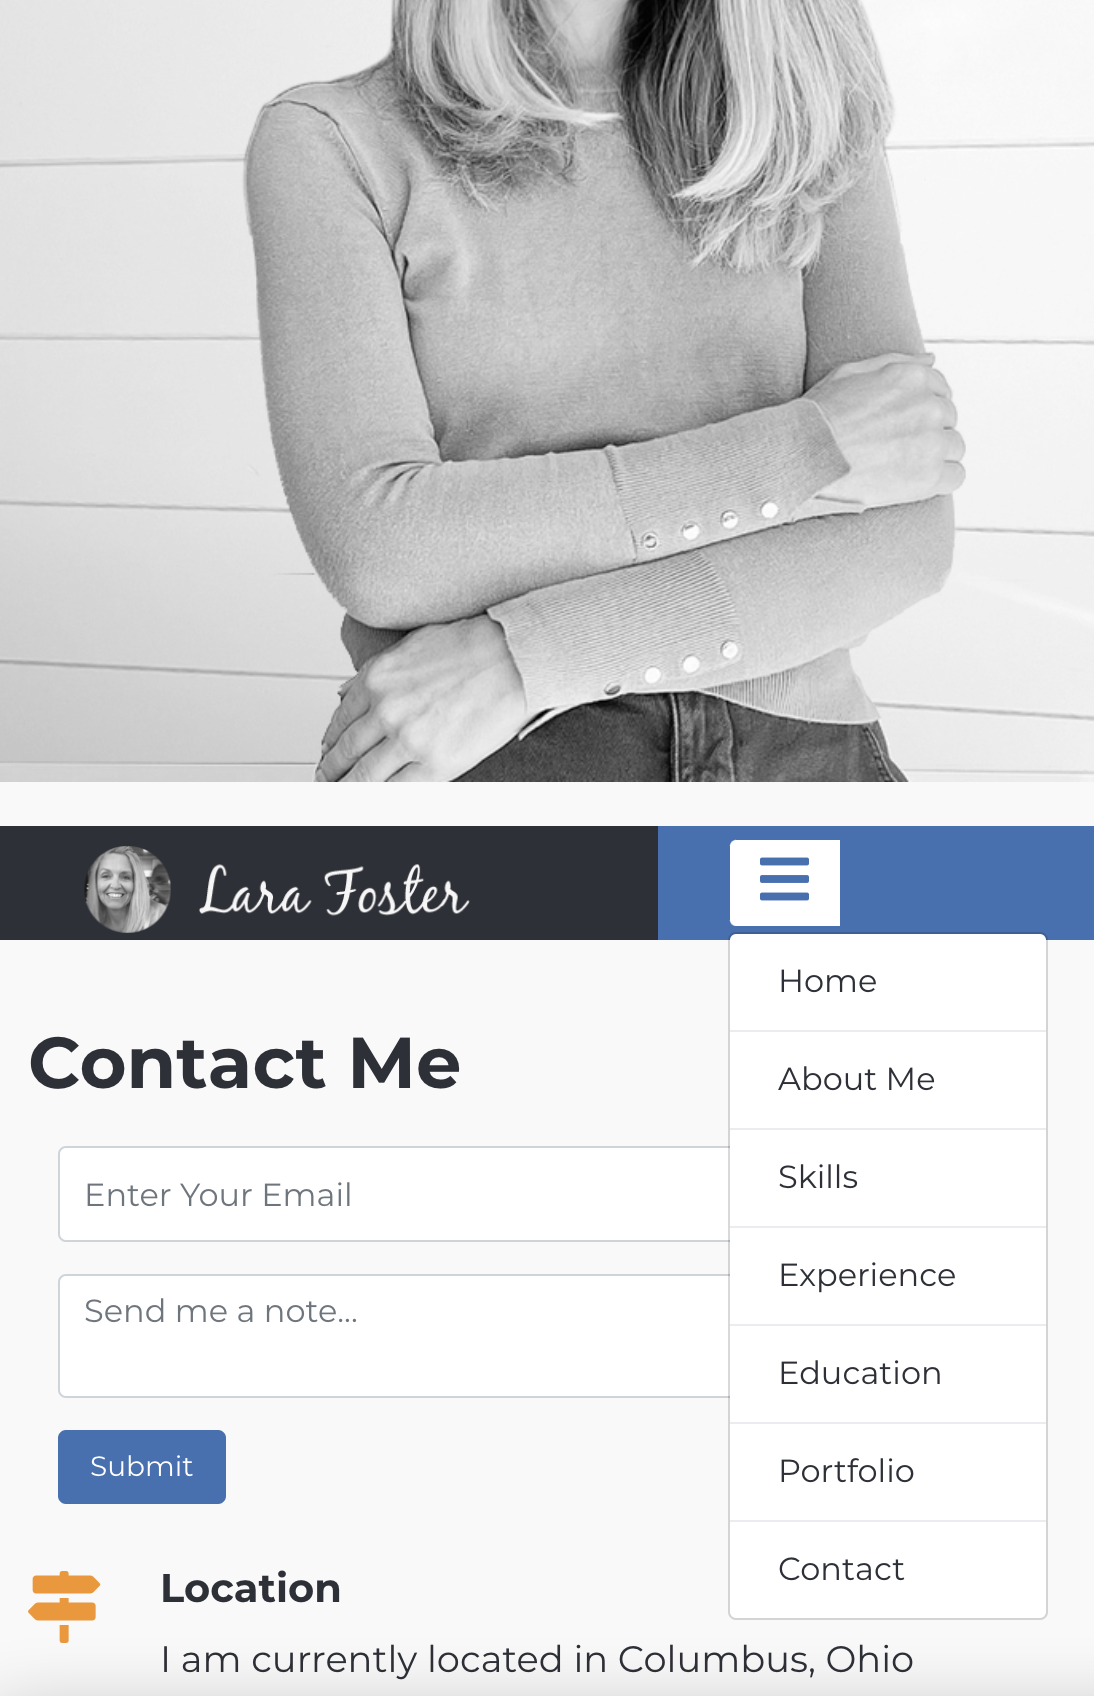 Lara Foster
Home
About Me
Skills
Experience
Education
Portfolio
Contact
Contact Me
Enter Your Email
Send me a note...
Submit
Location
I am currently located in Columbus, Ohio